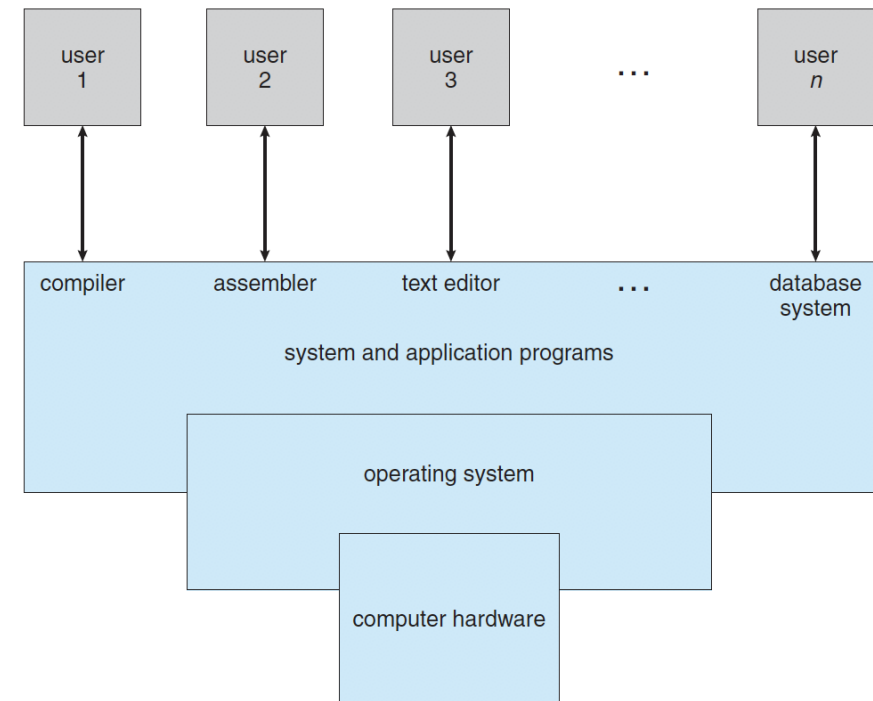 user
1
user
2
user
3
...
user
n
compiler
assembler
text editor
...
database
system
system and application programs
operating system
computer hardware